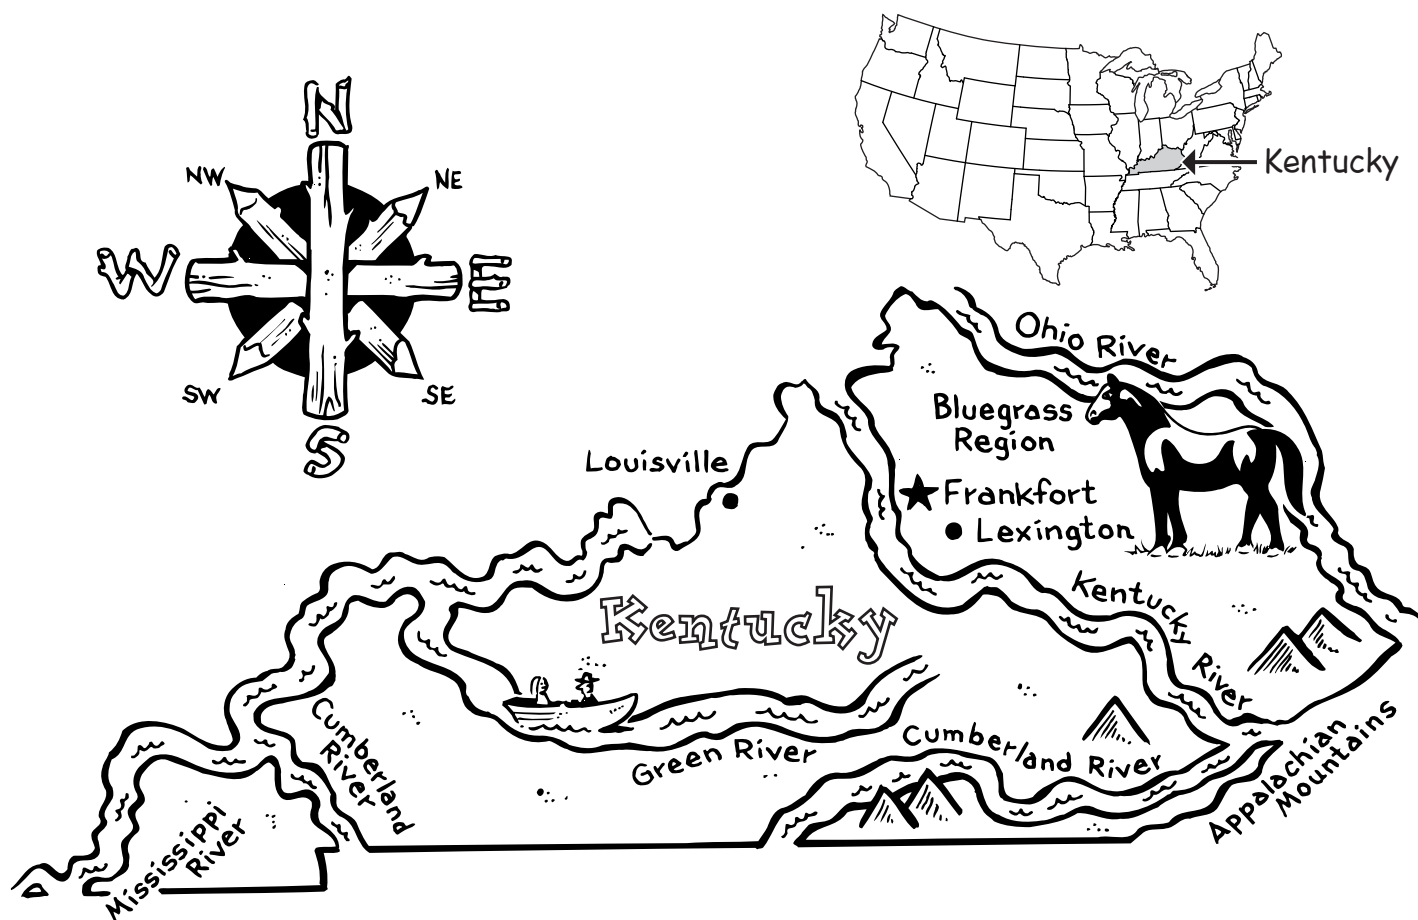 N
NW
NE
W
E
SW
SE
S
Kentucky
Ohio River
Bluegrass
Region
Louisville
Frankfort
Lexington
Kentucky
Kentucky River
Cumberland
River
Green River
Cumberland River
Appalachian
Mountains
Mississippi
River